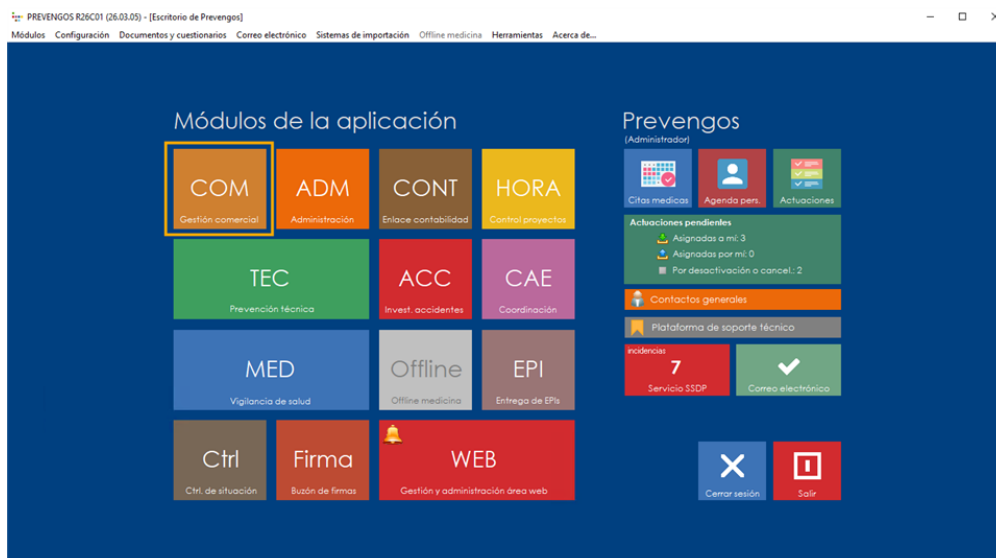 PREVENGOS R26C01 (26.03.05) - [Escritorio de Prevengos]
Módulos Configuración Documentos y cuestionarios Correo electrónico Sistemas de importación Offline medicina Herramientas Acerca de...
Módulos de la aplicación
COM
Gestión comercial
ADM
Administración
CONT
Enlace contabilidad
HORA
Control proyectos
TEC
Prevención técnica
ACC
Invest. accidentes
CAE
Coordinación
MED
Vigilancia de salud
Offline
Offline medicina
EPI
Entrega de EPIs
Ctrl
Ctrl. de situación
Firma
Buzón de firmas
WEB
Gestión y administración área web
Prevengos
(Administrador)
Citas medicas
Agenda pers.
Actuaciones
Actuaciones pendientes
Asignadas a mí: 3
Asignadas por mí: 0
Por desactivación o cancel.: 2
Contactos generales
Plataforma de soporte técnico
incidencias
7
Servicio SSDP
Correo electrónico
Cerrar sesión
Salir